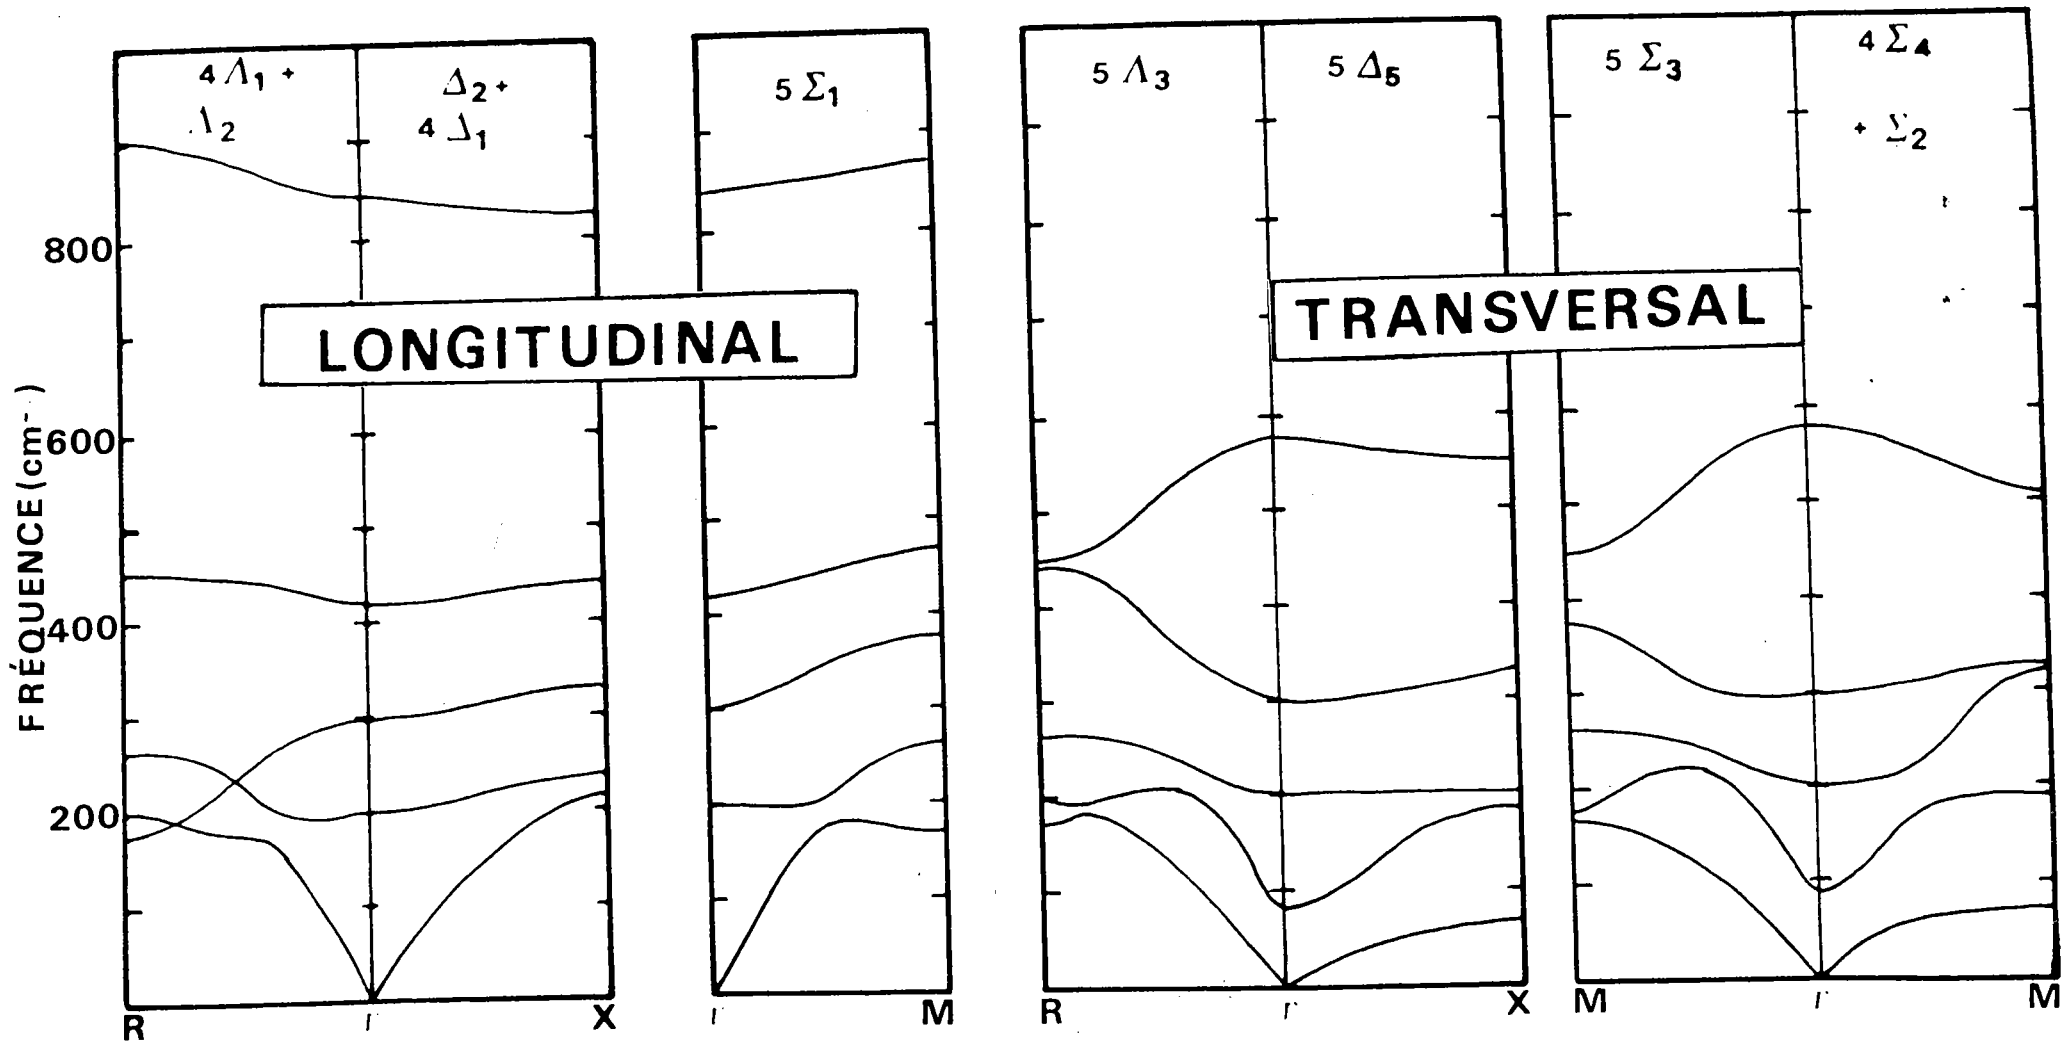 4 Λ1 +
Λ2
Δ2 +
4 Δ1
5 Σ1
5 Λ3
5 Δ5
5 Σ3
4 Σ4
+ Σ2
LONGITUDINAL
TRANSVERSAL
FRÉQUENCE (cm-)
800
600
400
200
R Γ X
Γ M
R Γ X
M Γ M